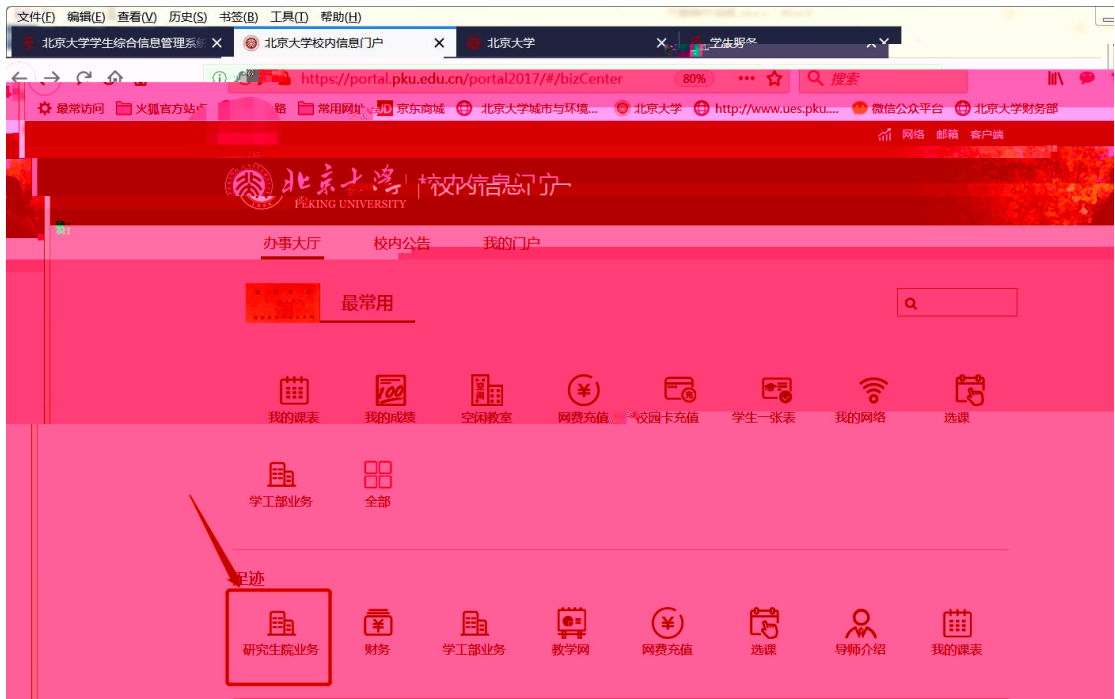 文件(F) 编辑(E) 查看(V) 历史(S) 书签(B) 工具(T) 帮助(H)
北京大学学生综合信息管理系统 × 北京大学校内信息门户 × 北京大学 × 学生服务 ×
https://portal.pku.edu.cn/portal2017/#/bizCenter 80% 搜索
最常访问 火狐官方站点 路 常用网址 JD 京东商城 北京大学城市与环境... 北京大学 http://www.ues.pku.... 微信公众平台 北京大学财务部
网络 邮箱 客户端
北京大学 校内信息门户
PEKING UNIVERSITY
办事大厅 校内公告 我的门户
最常用
我的课表 我的成绩 空闲教室 网费充值 校园卡充值 学生一张表 我的网络 选课
学工部业务 全部
足迹
研究生院业务 财务 学工部业务 教学网 网费充值 选课 导师介绍 我的课表